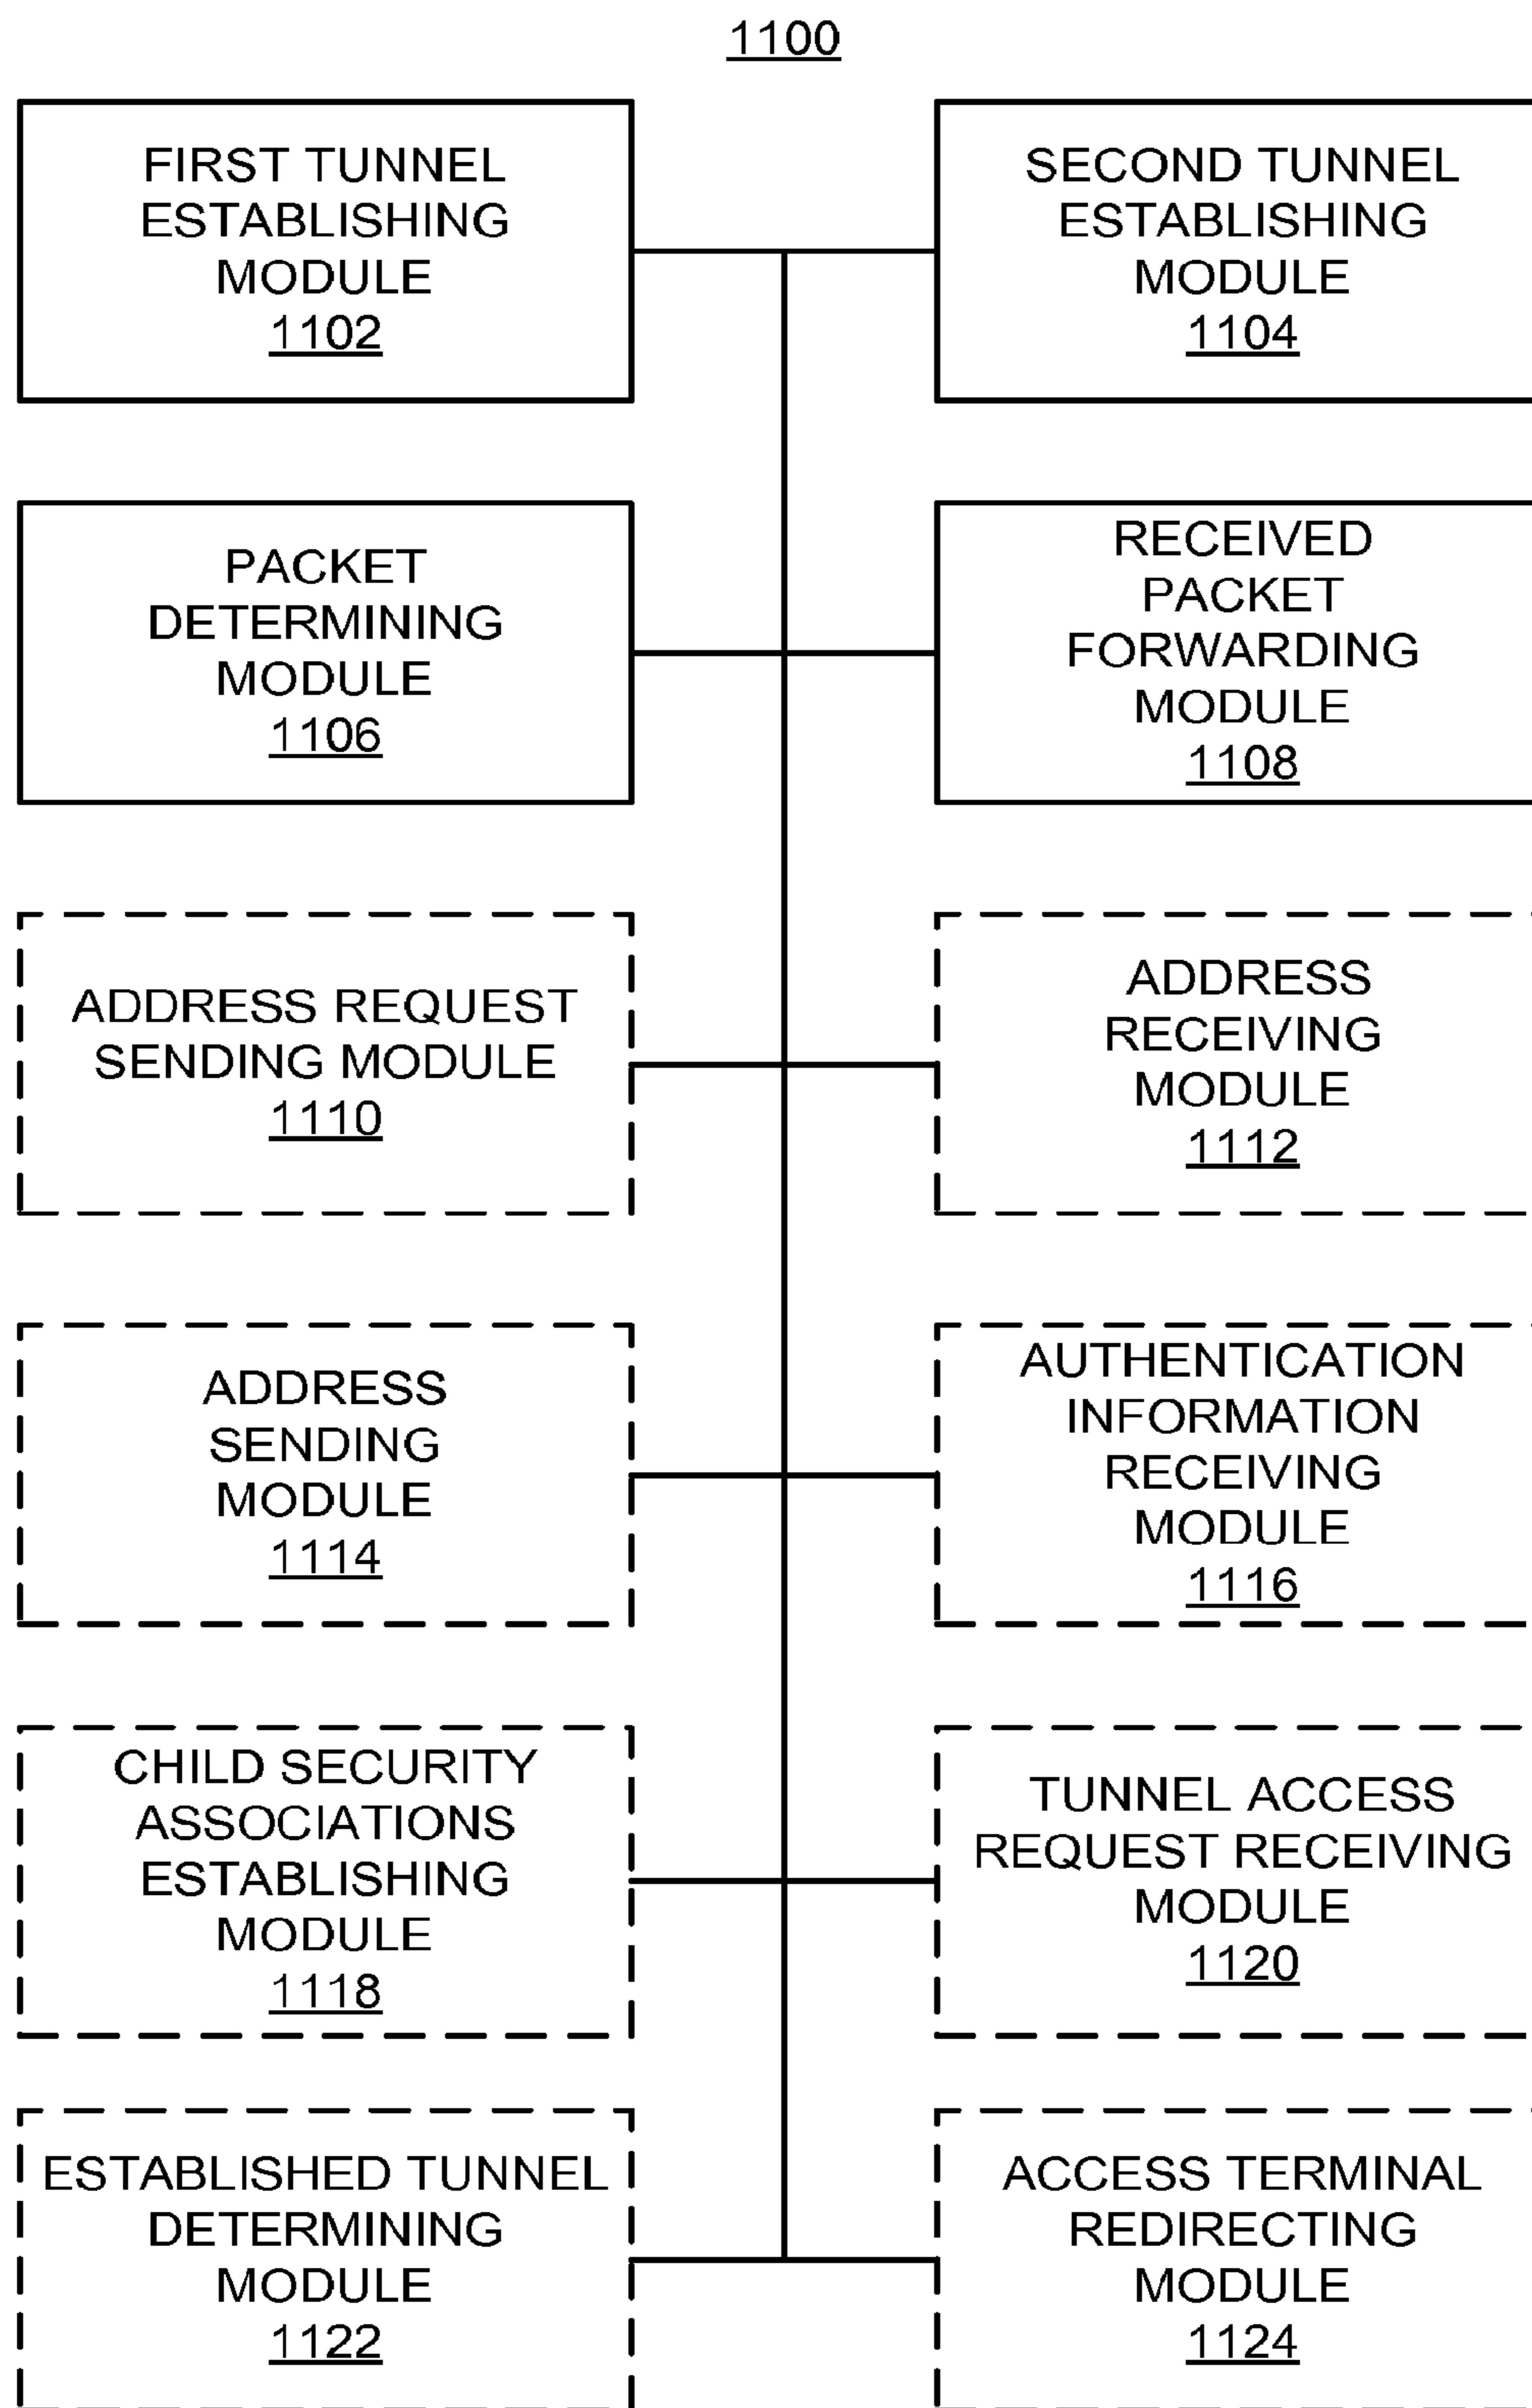 1100
FIRST TUNNEL
ESTABLISHING
MODULE
1102
SECOND TUNNEL
ESTABLISHING
MODULE
1104
PACKET
DETERMINING
MODULE
1106
RECEIVED
PACKET
FORWARDING
MODULE
1108
ADDRESS REQUEST
SENDING MODULE
1110
ADDRESS
RECEIVING
MODULE
1112
ADDRESS
SENDING
MODULE
1114
AUTHENTICATION
INFORMATION
RECEIVING
MODULE
1116
CHILD SECURITY
ASSOCIATIONS
ESTABLISHING
MODULE
1118
TUNNEL ACCESS
REQUEST RECEIVING
MODULE
1120
ESTABLISHED TUNNEL
DETERMINING
MODULE
1122
ACCESS TERMINAL
REDIRECTING
MODULE
1124